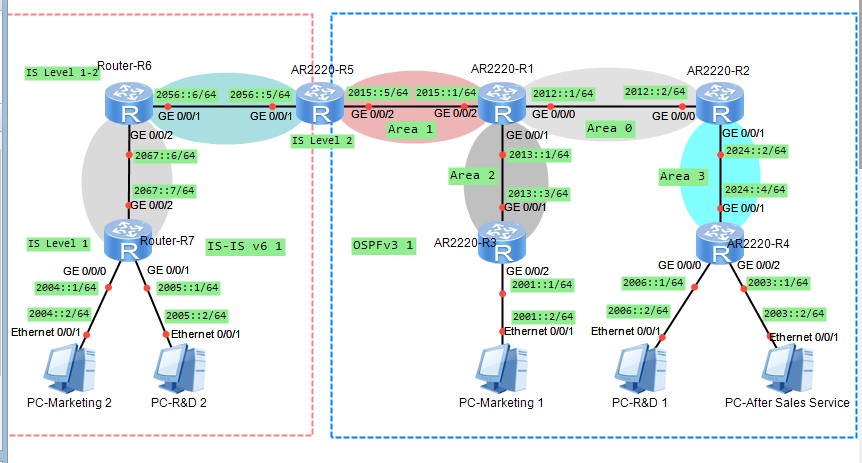 Router-R6
IS Level 1-2
AR2220-R5
AR2220-R1
AR2220-R2
2056::6/64
2056::5/64
2015::5/64
2015::1/64
2012::1/64
2012::2/64
R
R
R
R
GE 0/0/1
GE 0/0/1
GE 0/0/2
GE 0/0/2
GE 0/0/0
GE 0/0/0
Area 1
Area 0
GE 0/0/2
IS Level 2
GE 0/0/1
GE 0/0/1
2067::6/64
2013::1/64
2024::2/64
Area 2
Area 3
2067::7/64
2013::3/64
2024::4/64
GE 0/0/2
GE 0/0/1
GE 0/0/1
IS Level 1
Router-R7
R
IS-IS v6 1
OSPFv3 1
AR2220-R3
R
AR2220-R4
R
GE 0/0/0
GE 0/0/1
GE 0/0/2
GE 0/0/0
GE 0/0/2
2004::1/64
2005::1/64
2001::1/64
2006::1/64
2003::1/64
2004::2/64
2005::2/64
2001::2/64
2006::2/64
2003::2/64
Ethernet 0/0/1
Ethernet 0/0/1
Ethernet 0/0/1
Ethernet 0/0/1
Ethernet 0/0/1
PC-Marketing 2
PC-R&D 2
PC-Marketing 1
PC-R&D 1
PC-After Sales Service